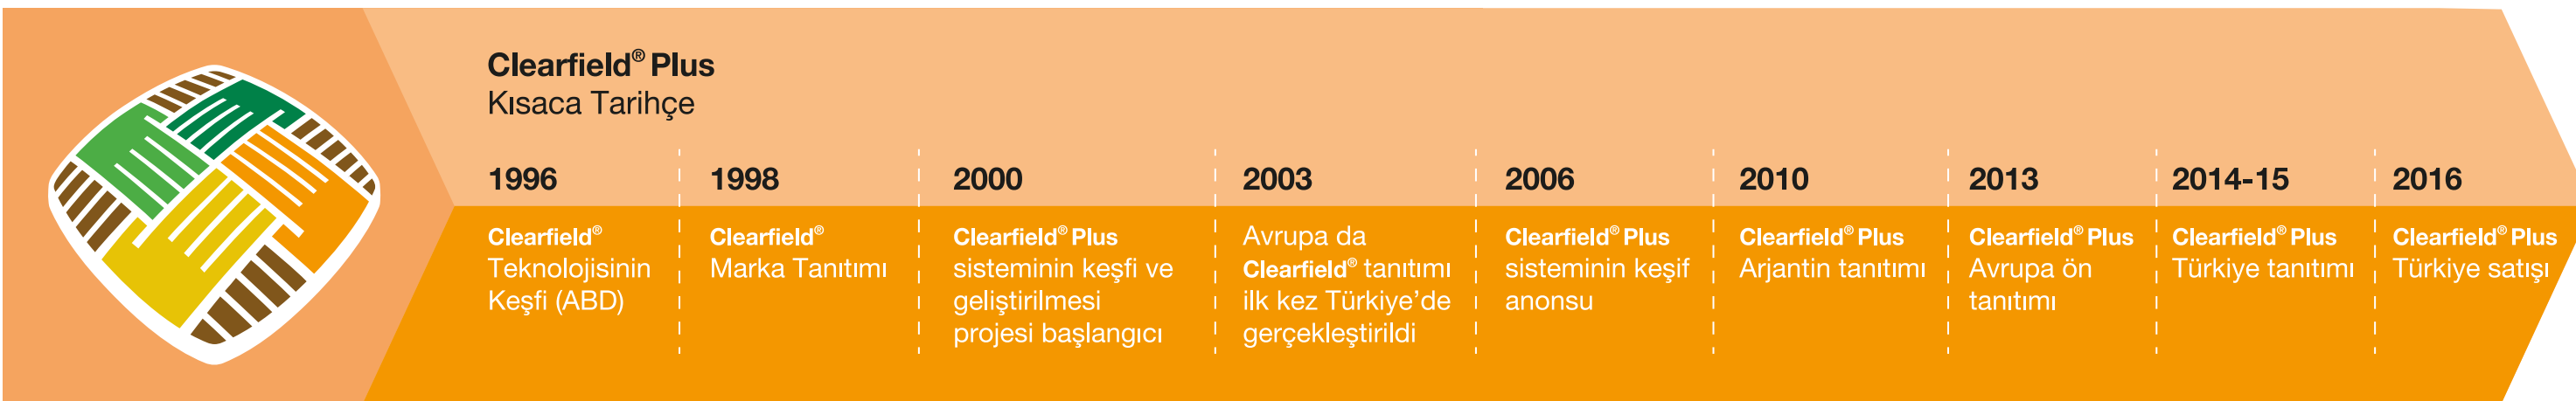 Clearfield® Plus
Kısaca Tarihçe
1996
Clearfield®
Teknolojisinin
Keşfi (ABD)
1998
Clearfield®
Marka Tanıtımı
2000
Clearfield® Plus
sisteminin keşfi ve
geliştirilmesi
projesi başlangıcı
2003
Avrupa da
Clearfield® tanıtımı
ilk kez Türkiye’de
gerçekleştirildi
2006
Clearfield® Plus
sisteminin keşif
anonsu
2010
Clearfield® Plus
Arjantin tanıtımı
2013
Clearfield® Plus
Avrupa ön
tanıtımı
2014-15
Clearfield® Plus
Türkiye tanıtımı
2016
Clearfield® Plus
Türkiye satışı